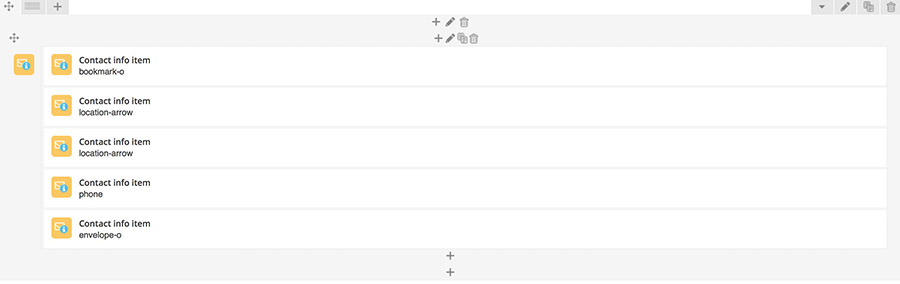 Contact info item
bookmark-o
Contact info item
location-arrow
Contact info item
location-arrow
Contact info item
phone
Contact info item
envelope-o